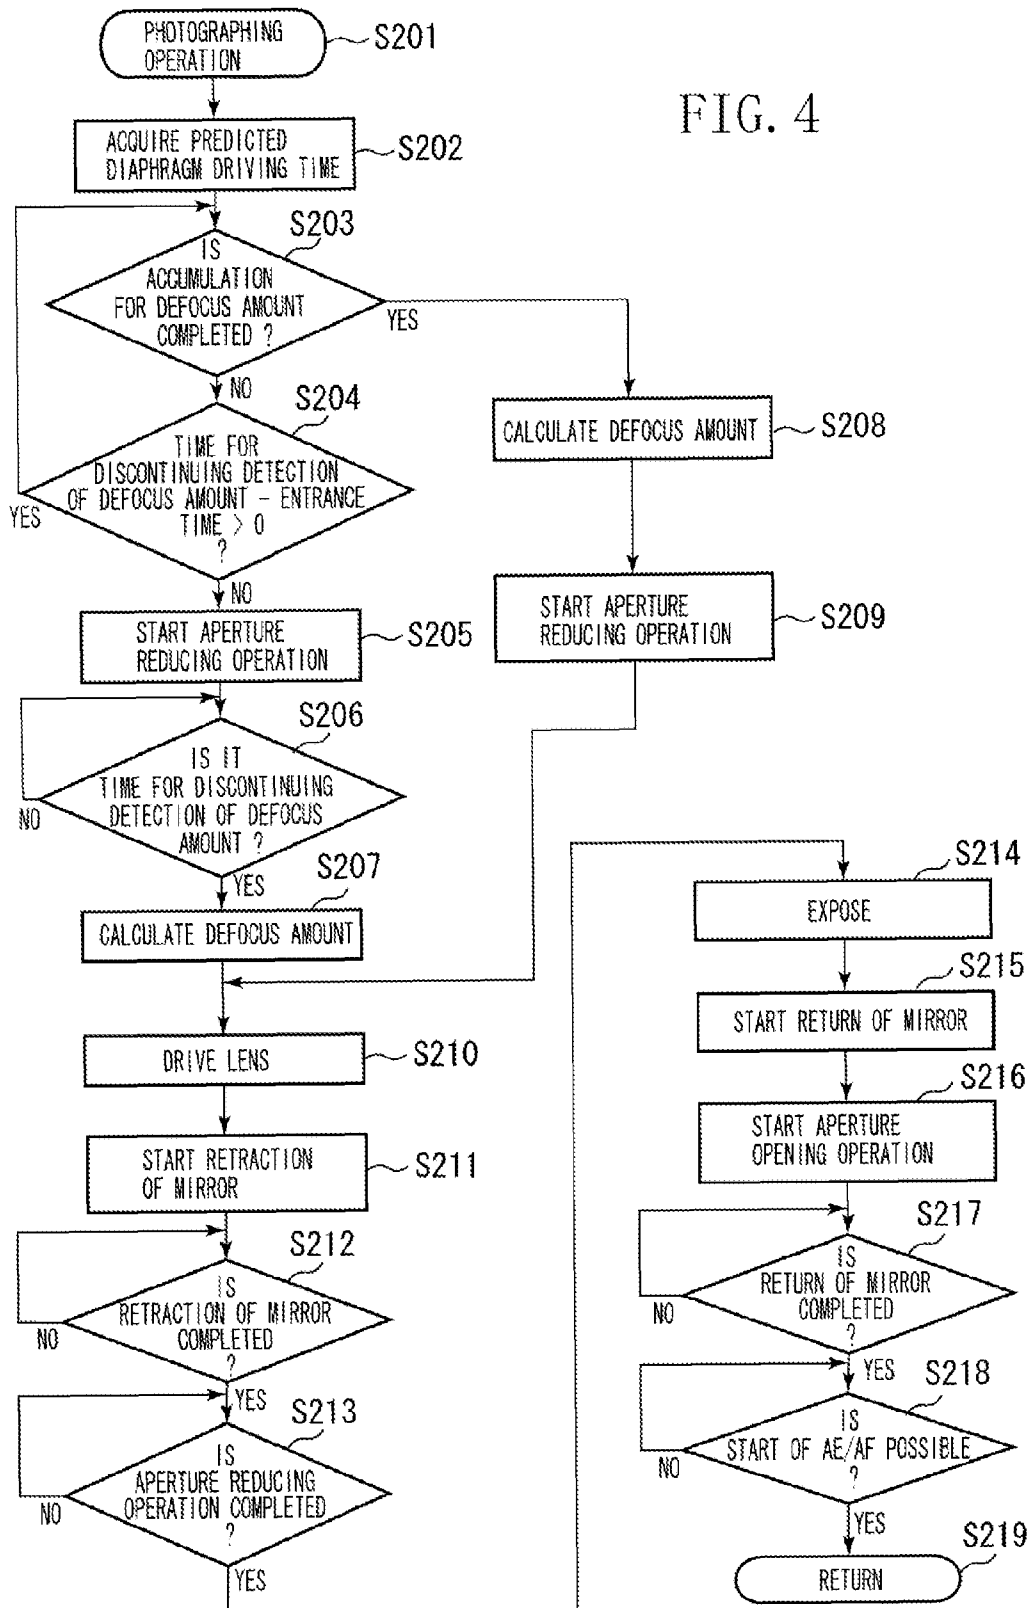 FIG. 4
PHOTOGRAPHING
OPERATION
S201
ACQUIRE PREDICTED
DIAPHRAGM DRIVING TIME
S202
S203
IS
ACCUMULATION
FOR DEFOCUS AMOUNT
COMPLETED ?
YES
NO
S204
TIME FOR
DISCONTINUING DETECTION
OF DEFOCUS AMOUNT - ENTRANCE
TIME > 0
?
YES
NO
START APERTURE
REDUCING OPERATION
S205
S206
IS IT
TIME FOR DISCONTINUING
DETECTION OF DEFOCUS
AMOUNT ?
NO
YES
S207
CALCULATE DEFOCUS AMOUNT
CALCULATE DEFOCUS AMOUNT
S208
START APERTURE
REDUCING OPERATION
S209
DRIVE LENS
S210
START RETRACTION
OF MIRROR
S211
S212
IS
RETRACTION OF MIRROR
COMPLETED
?
NO
YES
S213
IS
APERTURE REDUCING
OPERATION COMPLETED
?
NO
YES
S214
EXPOSE
S215
START RETURN OF MIRROR
S216
START APERTURE
OPENING OPERATION
S217
IS
RETURN OF MIRROR
COMPLETED
?
NO
YES
S218
IS
START OF AE/AF POSSIBLE
?
NO
YES
S219
RETURN